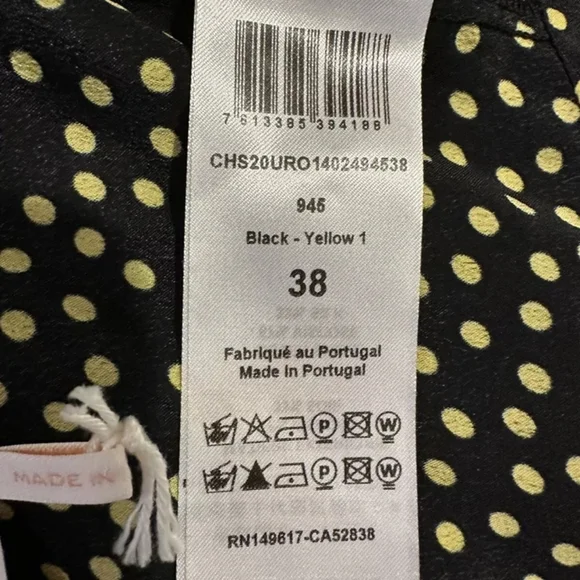 7 613385 394188
CHS20URO1402494538
945
Black - Yellow 1
38
Fabriqué au Portugal
Made in Portugal
P W
P W
MADE IN
RN149617-CA52838